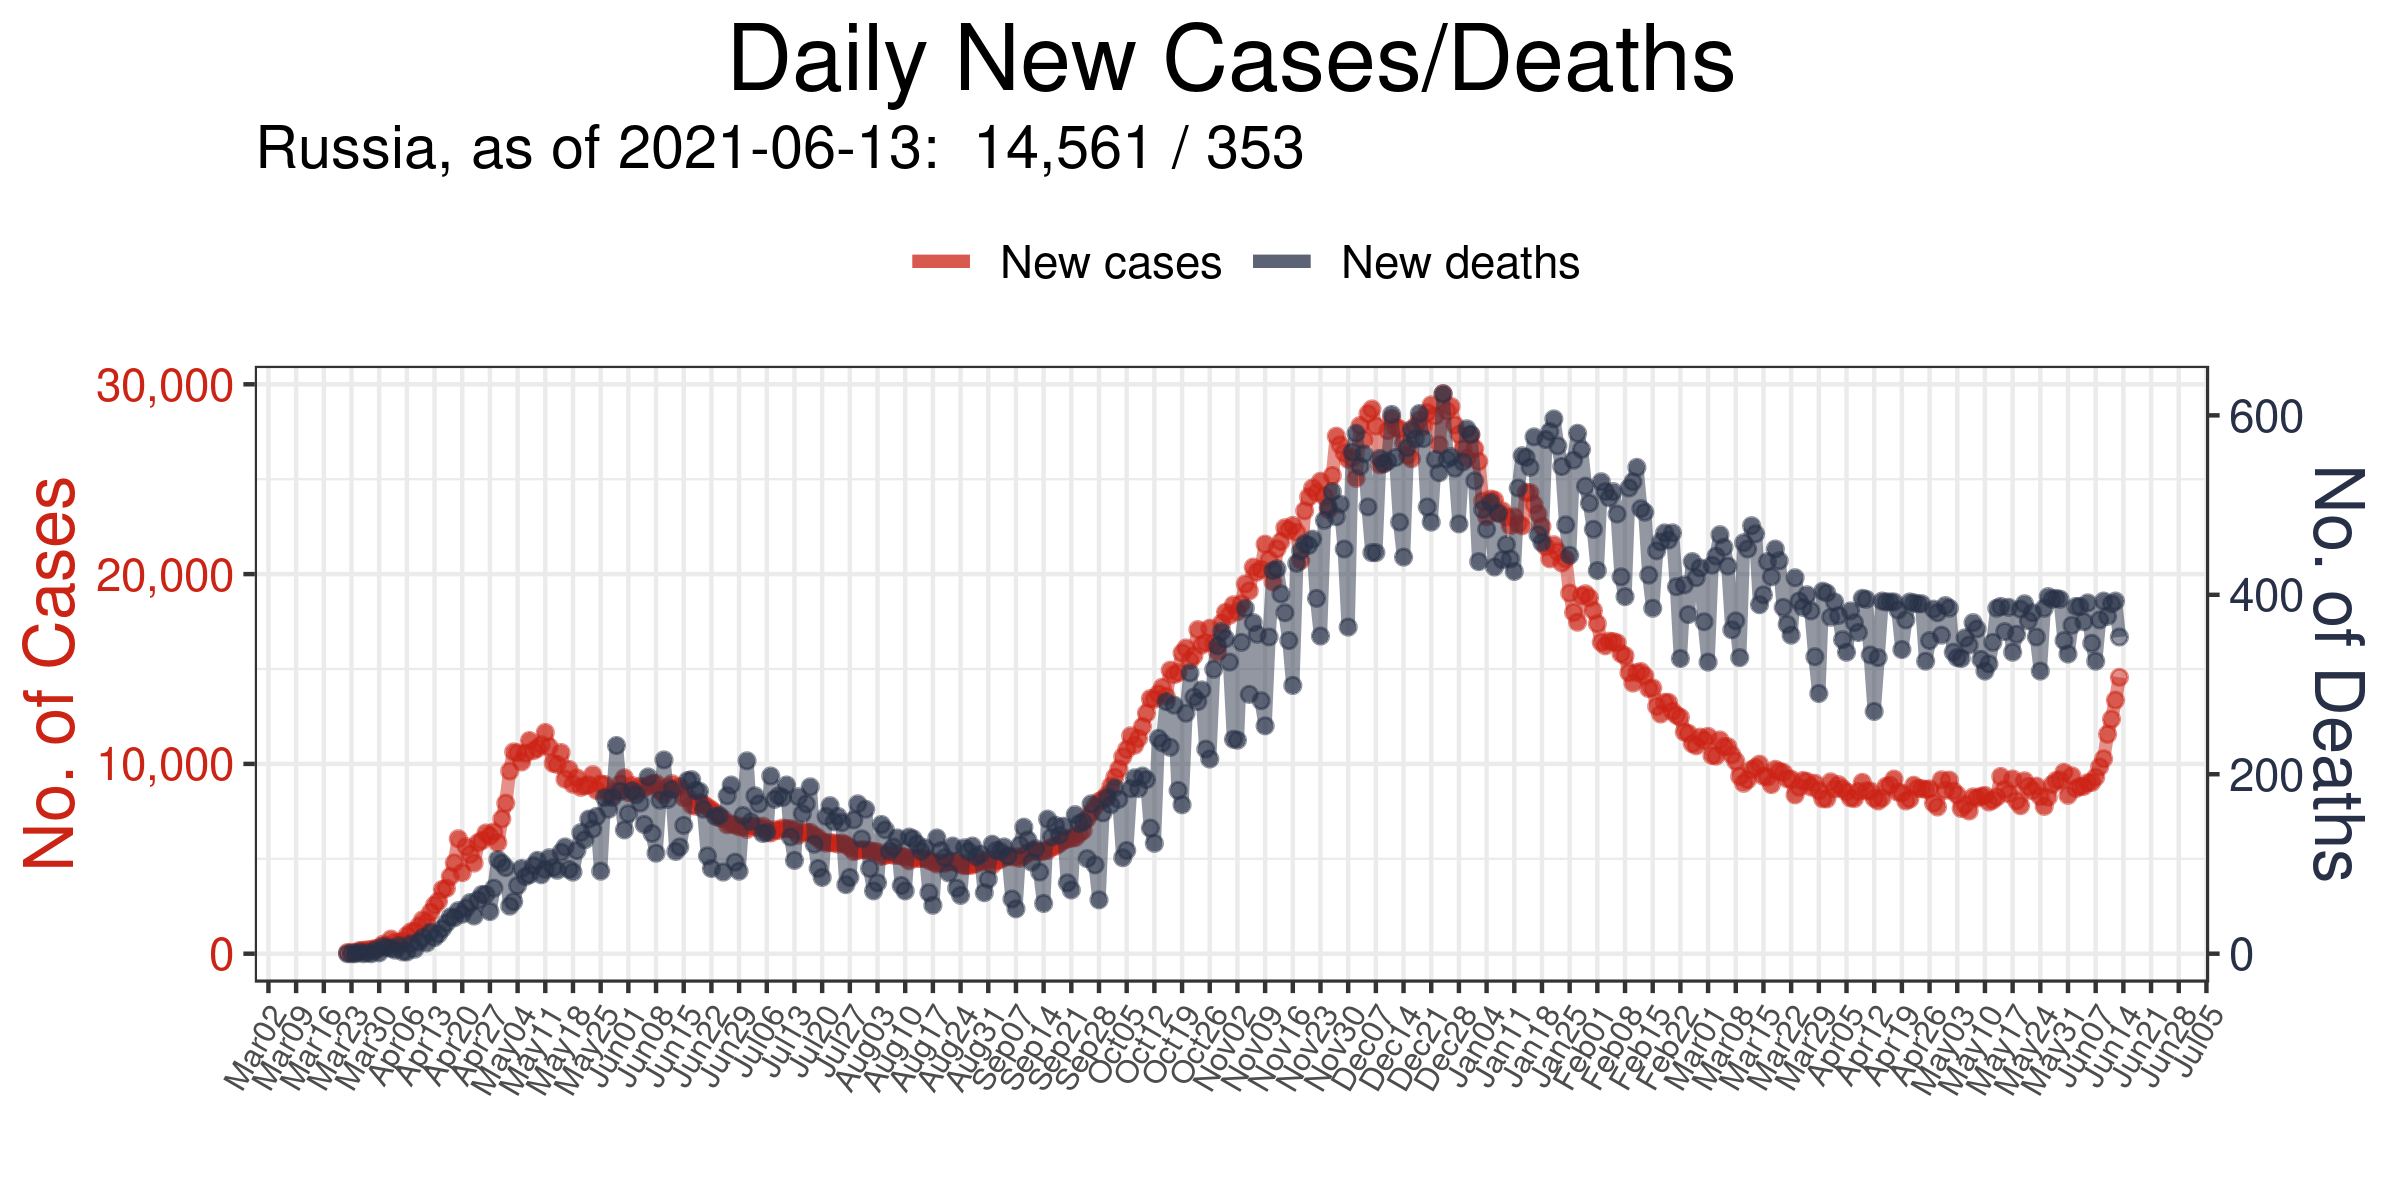 Daily New Cases/Deaths
Russia, as of 2021-06-13:  14,561 / 353
New cases New deaths
No. of Cases
30,000
20,000
10,000
0
600
400
200
0
No. of Deaths
Mar02 Mar09 Mar16 Mar23 Mar30 Apr06 Apr13 Apr20 Apr27 May04 May11 May18 May25 Jun01 Jun08 Jun15 Jun22 Jun29 Jul06 Jul13 Jul20 Jul27 Aug03 Aug10 Aug17 Aug24 Aug31 Sep07 Sep14 Sep21 Sep28 Oct05 Oct12 Oct19 Oct26 Nov02 Nov09 Nov16 Nov23 Nov30 Dec07 Dec14 Dec21 Dec28 Jan04 Jan11 Jan18 Jan25 Feb01 Feb08 Feb15 Feb22 Mar01 Mar08 Mar15 Mar22 Mar29 Apr05 Apr12 Apr19 Apr26 May03 May10 May17 May24 May31 Jun07 Jun14 Jun21 Jun28 Jul05